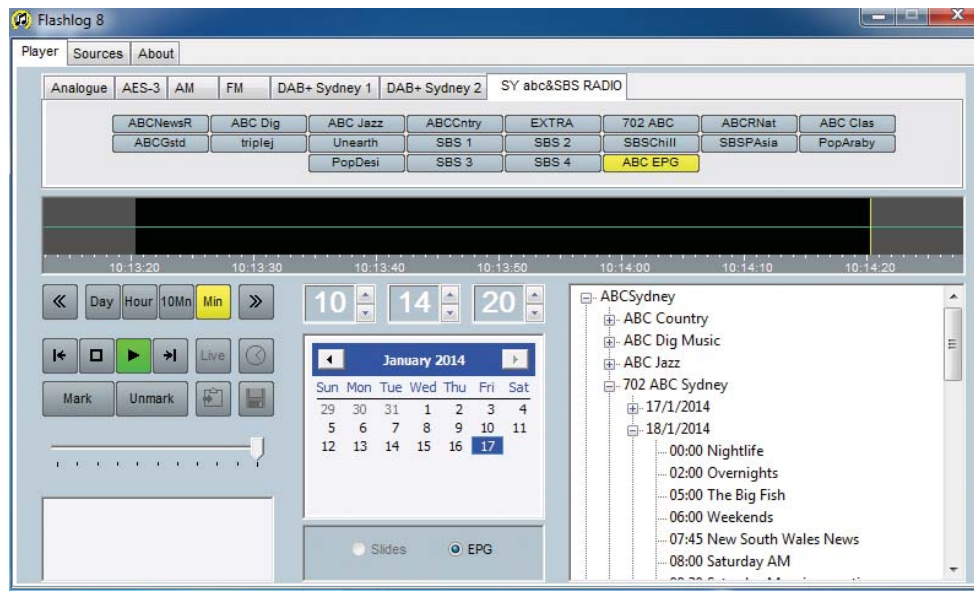 Flashlog 8
Player Sources About
Analogue AES-3 AM FM DAB+ Sydney 1 DAB+ Sydney 2 SY abc&SBS RADIO
ABCNewsR ABC Dig ABC Jazz ABCCntry EXTRA 702 ABC ABCRNat ABC Clas
ABCGstd triplej Unearth SBS 1 SBS 2 SBSChill SBSPAsia PopAraby
PopDesi SBS 3 SBS 4 ABC EPG
10:13:20 10:13:30 10:13:40 10:13:50 10:14:00 10:14:10 10:14:20
Day Hour 10Mn Min
10 14 20
Live
Mark Unmark
January 2014
Sun Mon Tue Wed Thu Fri Sat
29 30 31 1 2 3 4
5 6 7 8 9 10 11
12 13 14 15 16 17
Slides EPG
ABCSydney
ABC Country
ABC Dig Music
ABC Jazz
702 ABC Sydney
17/1/2014
18/1/2014
00:00 Nightlife
02:00 Overnights
05:00 The Big Fish
06:00 Weekends
07:45 New South Wales News
08:00 Saturday AM